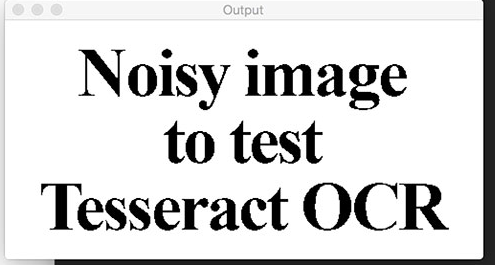 Output
Noisy image
to test
Tesseract OCR